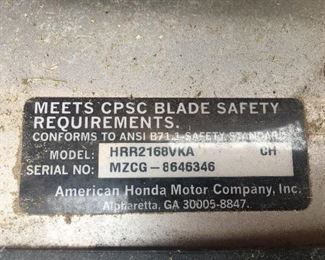 MEETS CPSC BLADE SAFETY
REQUIREMENTS.
CONFORMS TO ANSI B71.1-SAFETY STANDARD
MODEL: HRR2168VKA CH
SERIAL NO: MZCG-8646346
American Honda Motor Company, Inc.
Alpharetta, GA 30005-8847.